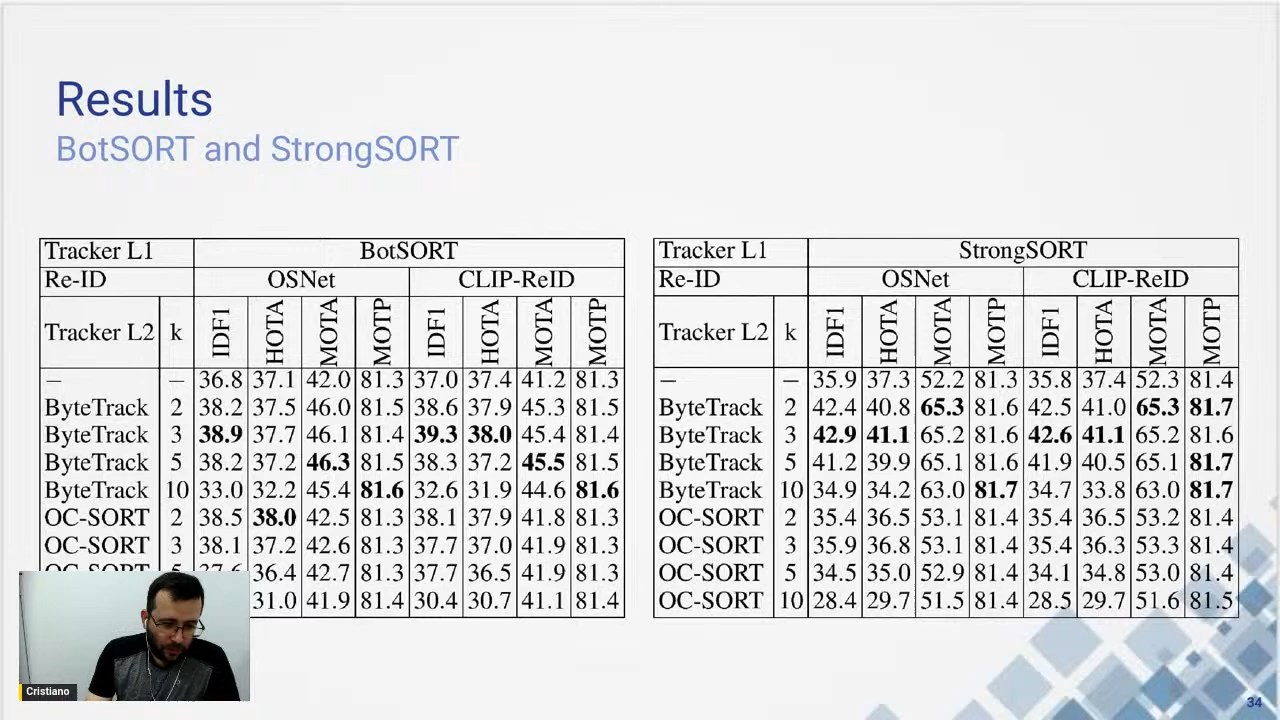 Results
BotSORT and StrongSORT
Tracker L1 BotSORT
Re-ID OSNet CLIP-ReID
Tracker L2 k IDF1 HOTA MOTA MOTP IDF1 HOTA MOTA MOTP
– – 36.8 37.1 42.0 81.3 37.0 37.4 41.2 81.3
ByteTrack 2 38.2 37.5 46.0 81.5 38.6 37.9 45.3 81.5
ByteTrack 3 38.9 37.7 46.1 81.4 39.3 38.0 45.4 81.4
ByteTrack 5 38.2 37.2 46.3 81.5 38.3 37.2 45.5 81.5
ByteTrack 10 33.0 32.2 45.4 81.6 32.6 31.9 44.6 81.6
OC-SORT 2 38.5 38.0 42.5 81.3 38.1 37.9 41.8 81.3
OC-SORT 3 38.1 37.2 42.6 81.3 37.7 37.0 41.9 81.3
36.4 42.7 81.3 37.7 36.5 41.9 81.3
31.0 41.9 81.4 30.4 30.7 41.1 81.4
Tracker L1 StrongSORT
Re-ID OSNet CLIP-ReID
Tracker L2 k IDF1 HOTA MOTA MOTP IDF1 HOTA MOTA MOTP
– – 35.9 37.3 52.2 81.3 35.8 37.4 52.3 81.4
ByteTrack 2 42.4 40.8 65.3 81.6 42.5 41.0 65.3 81.7
ByteTrack 3 42.9 41.1 65.2 81.6 42.6 41.1 65.2 81.6
ByteTrack 5 41.2 39.9 65.1 81.6 41.9 40.5 65.1 81.7
ByteTrack 10 34.9 34.2 63.0 81.7 34.7 33.8 63.0 81.7
OC-SORT 2 35.4 36.5 53.1 81.4 35.4 36.5 53.2 81.4
OC-SORT 3 35.9 36.8 53.1 81.4 35.4 36.3 53.3 81.4
OC-SORT 5 34.5 35.0 52.9 81.4 34.1 34.8 53.0 81.4
OC-SORT 10 28.4 29.7 51.5 81.4 28.5 29.7 51.6 81.5
Cristiano
34